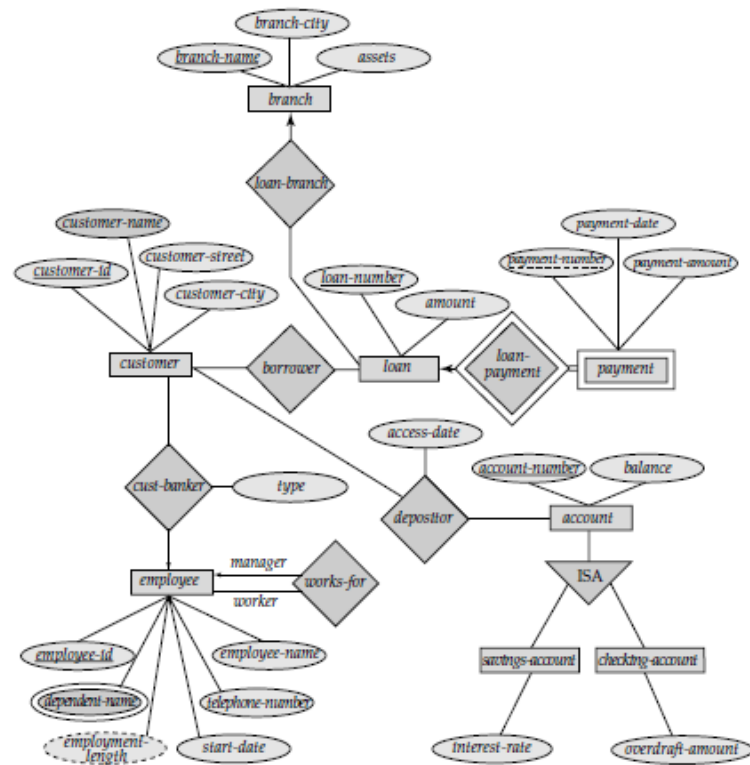 branch-city
branch-name
assets
branch
loan-branch
customer-name
customer-street
customer-id
customer-city
payment-date
payment-number
payment-amount
loan-number
amount
customer
borrower
loan
loan-
payment
payment
access-date
cust-banker
type
account-number
balance
depositor
account
manager
employee
works-for
worker
ISA
employee-id
employee-name
savings-account
checking-account
dependent-name
telephone-number
employment-
length
start-date
interest-rate
overdraft-amount